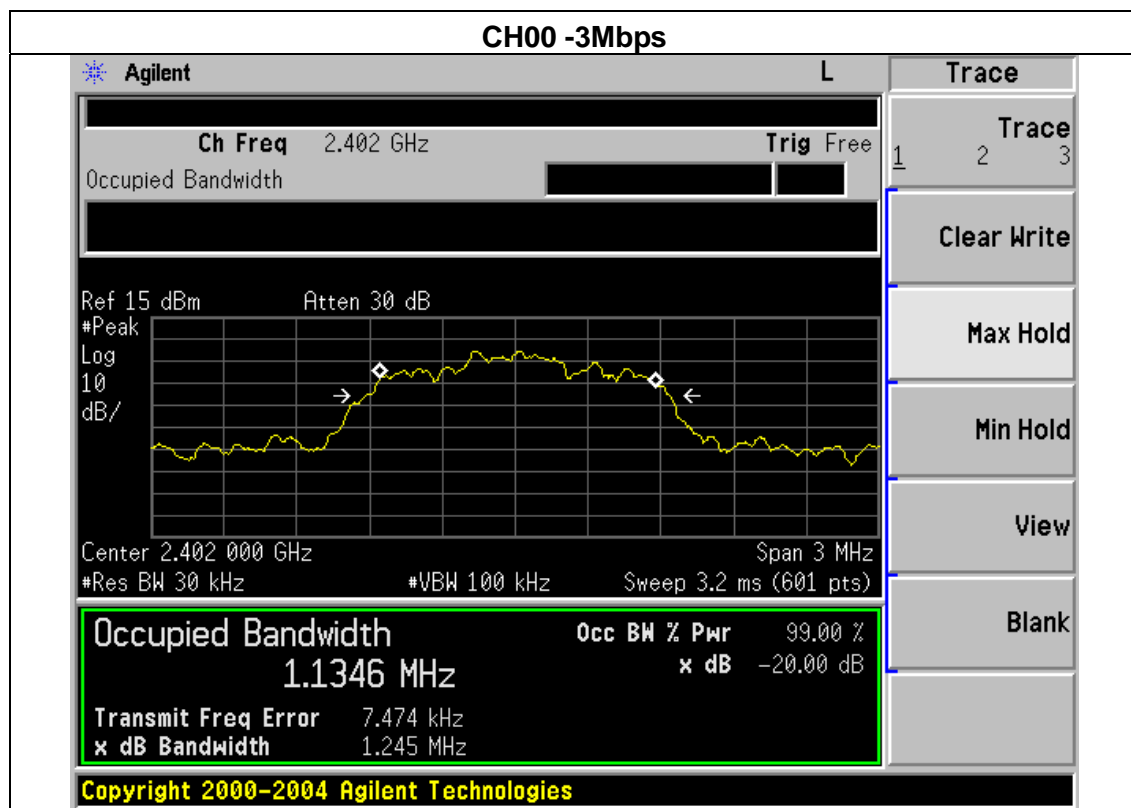 CH00 -3Mbps
Agilent L Trace
Ch Freq 2.402 GHz Trig Free
Occupied Bandwidth
Trace
1 2 3
Clear Write
Ref 15 dBm Atten 30 dB
#Peak
Log
10
dB/
Max Hold
Min Hold
View
Center 2.402 000 GHz Span 3 MHz
#Res BW 30 kHz #VBW 100 kHz Sweep 3.2 ms (601 pts)
Blank
Occupied Bandwidth Occ BW % Pwr 99.00 %
1.1346 MHz x dB -20.00 dB
Transmit Freq Error 7.474 kHz
x dB Bandwidth 1.245 MHz
Copyright 2000-2004 Agilent Technologies